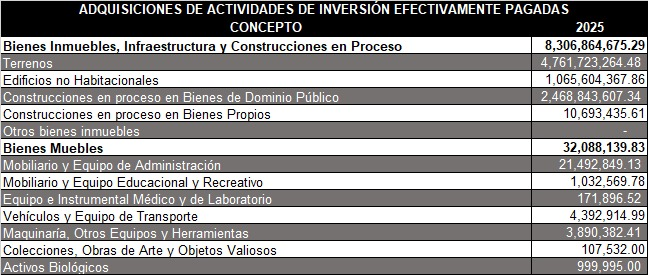 ADQUISICIONES DE ACTIVIDADES DE INVERSIÓN EFECTIVAMENTE PAGADAS
CONCEPTO 2025
Bienes Inmuebles, Infraestructura y Construcciones en Proceso 8,306,864,675.29
Terrenos 4,761,723,264.48
Edificios no Habitacionales 1,065,604,367.86
Construcciones en proceso en Bienes de Dominio Público 2,468,843,607.34
Construcciones en proceso en Bienes Propios 10,693,435.61
Otros bienes inmuebles -
Bienes Muebles 32,088,139.83
Mobiliario y Equipo de Administración 21,492,849.13
Mobiliario y Equipo Educacional y Recreativo 1,032,569.78
Equipo e Instrumental Médico y de Laboratorio 171,896.52
Vehículos y Equipo de Transporte 4,392,914.99
Maquinaría, Otros Equipos y Herramientas 3,890,382.41
Colecciones, Obras de Arte y Objetos Valiosos 107,532.00
Activos Biológicos 999,995.00